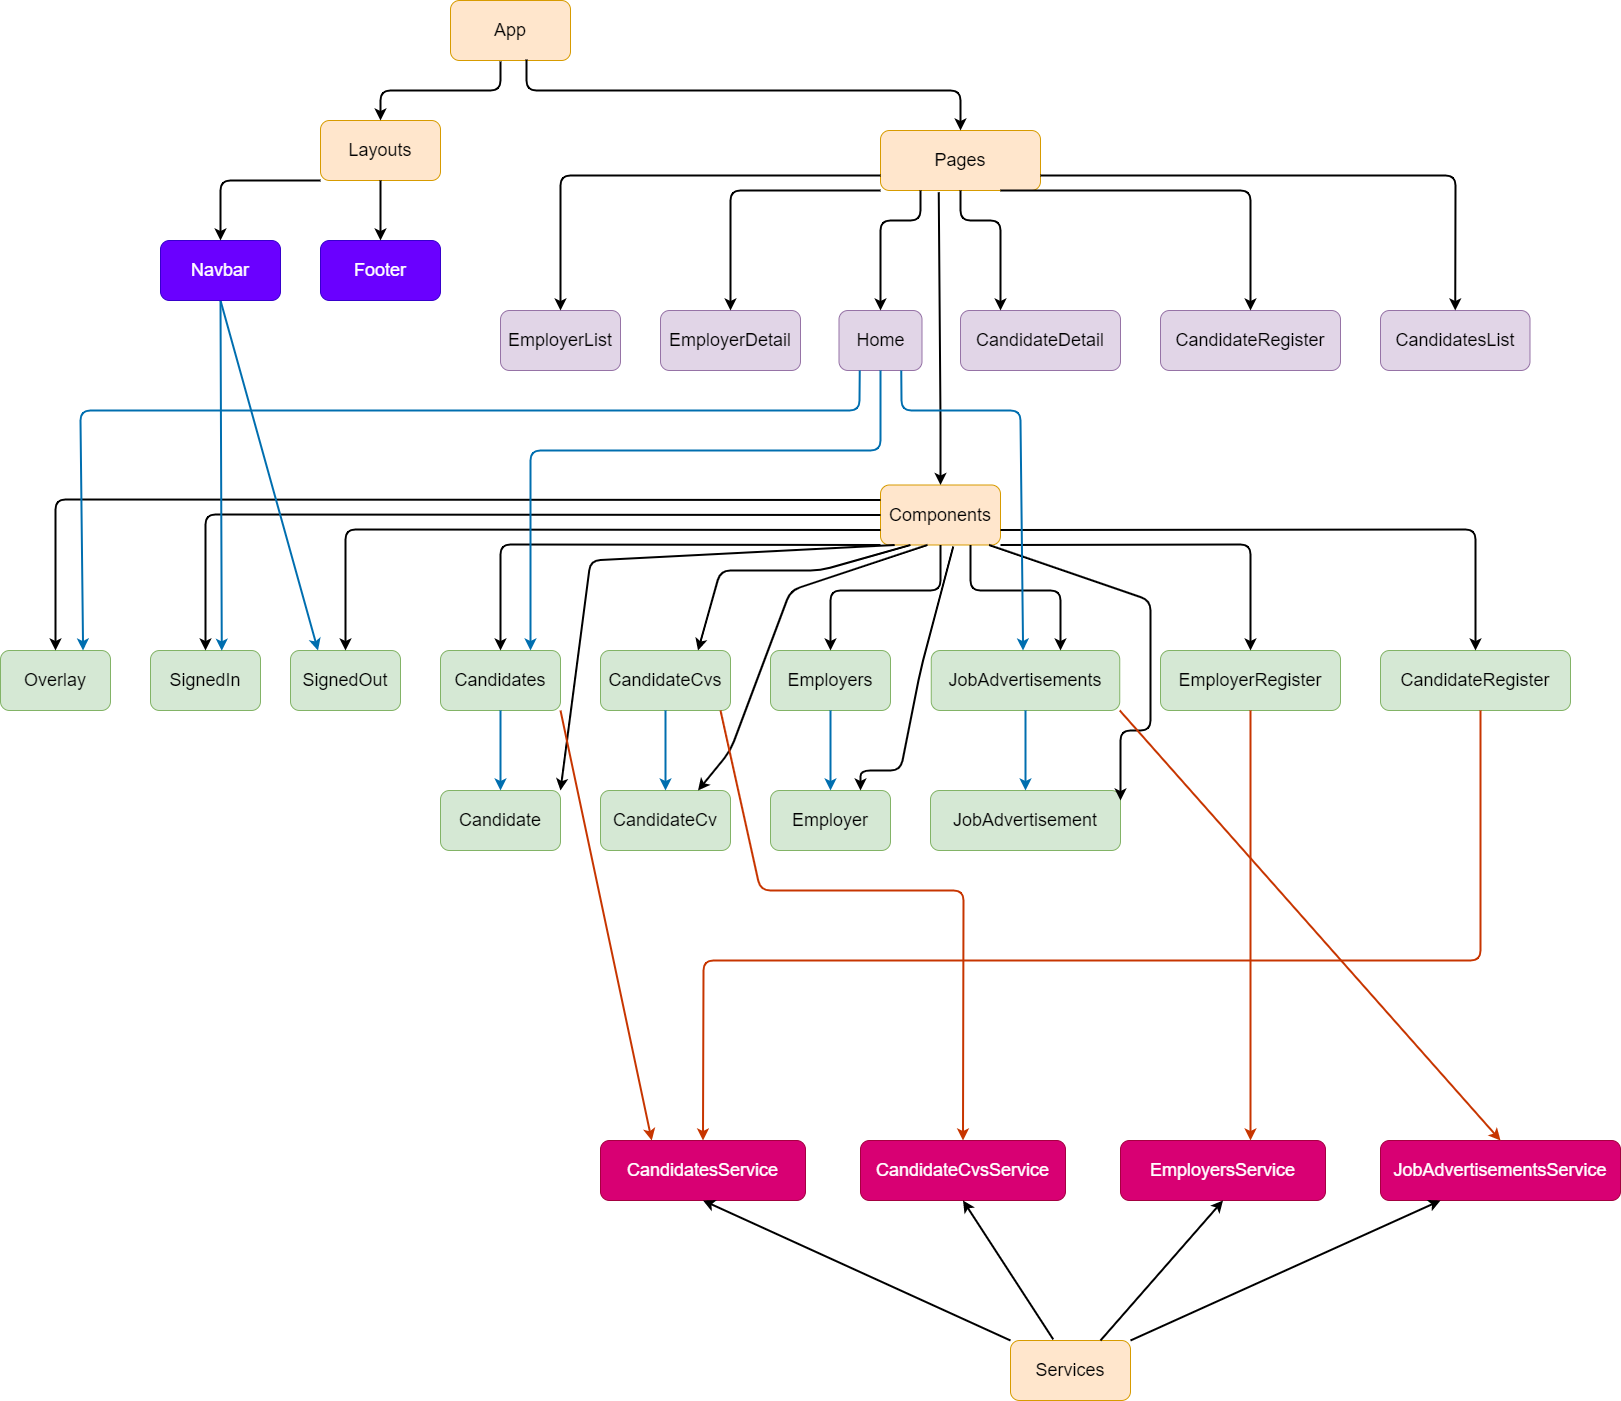 App
Layouts
Pages
Navbar
Footer
EmployerList
EmployerDetail
Home
CandidateDetail
CandidateRegister
CandidatesList
Components
Overlay
SignedIn
SignedOut
Candidates
CandidateCvs
Employers
JobAdvertisements
EmployerRegister
CandidateRegister
Candidate
CandidateCv
Employer
JobAdvertisement
CandidatesService
CandidateCvsService
EmployersService
JobAdvertisementsService
Services